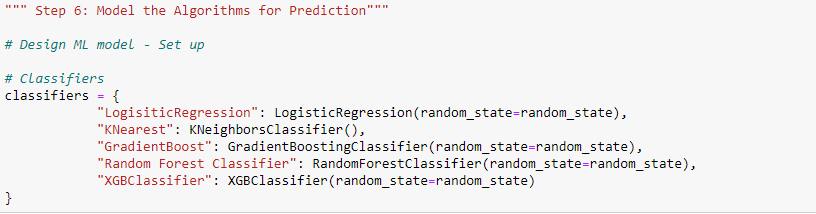 """ Step 6: Model the Algorithms for Prediction"""
# Design ML model - Set up
# Classifiers
classifiers = {
"LogisiticRegression": LogisticRegression(random_state=random_state),
"KNearest": KNeighborsClassifier(),
"GradientBoost": GradientBoostingClassifier(random_state=random_state),
"Random Forest Classifier": RandomForestClassifier(random_state=random_state),
"XGBClassifier": XGBClassifier(random_state=random_state)
}